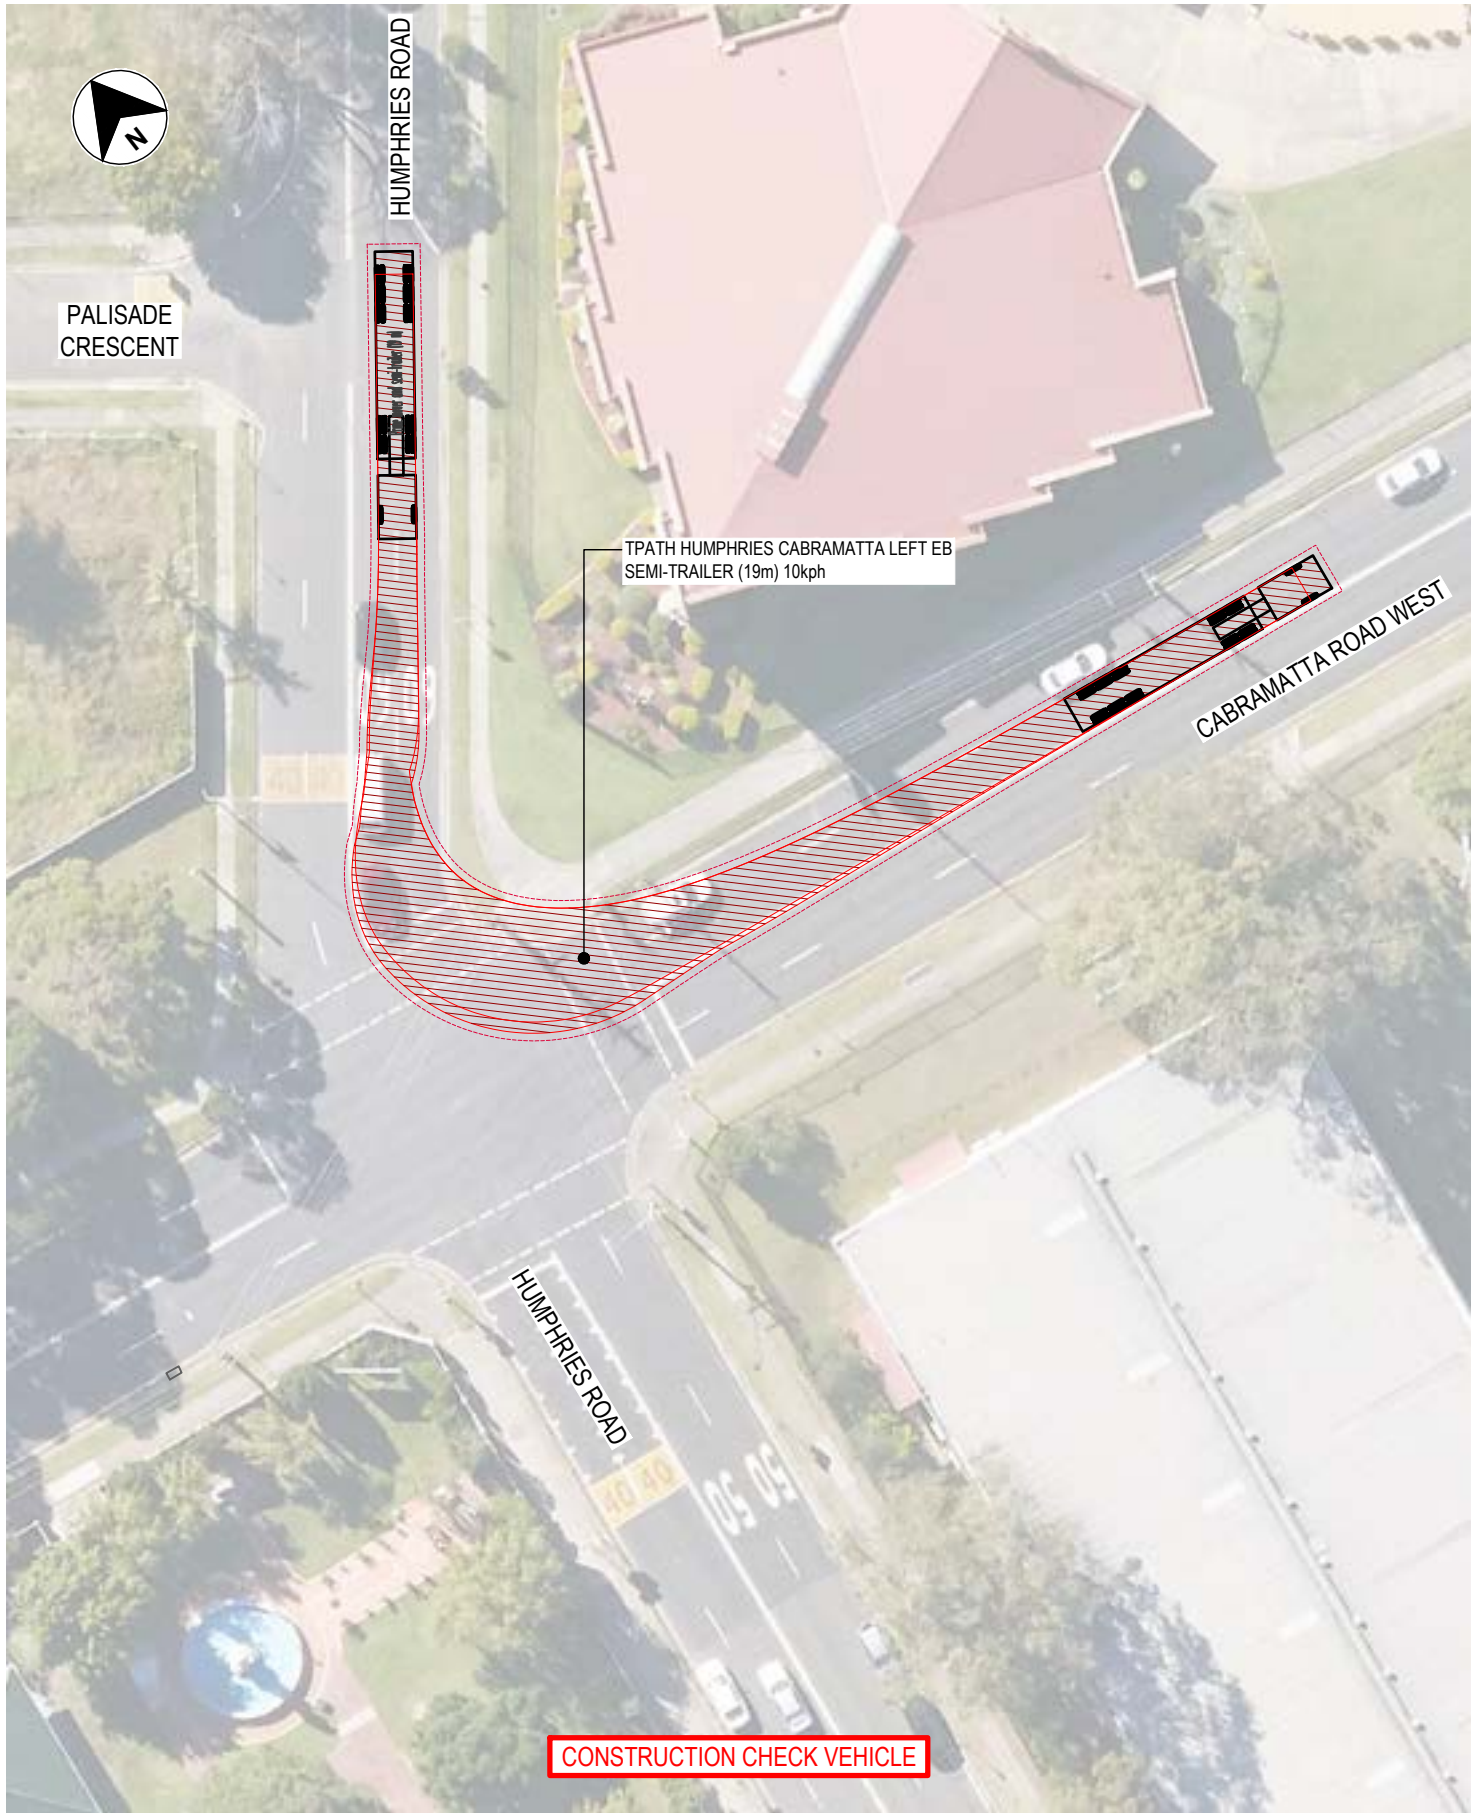 HUMPHRIES ROAD
N
PALISADE
CRESCENT
TPATH HUMPHRIES CABRAMATTA LEFT EB
SEMI-TRAILER (19m) 10kph
CABRAMATTA ROAD WEST
HUMPHRIES ROAD
40 40
50 50
CONSTRUCTION CHECK VEHICLE